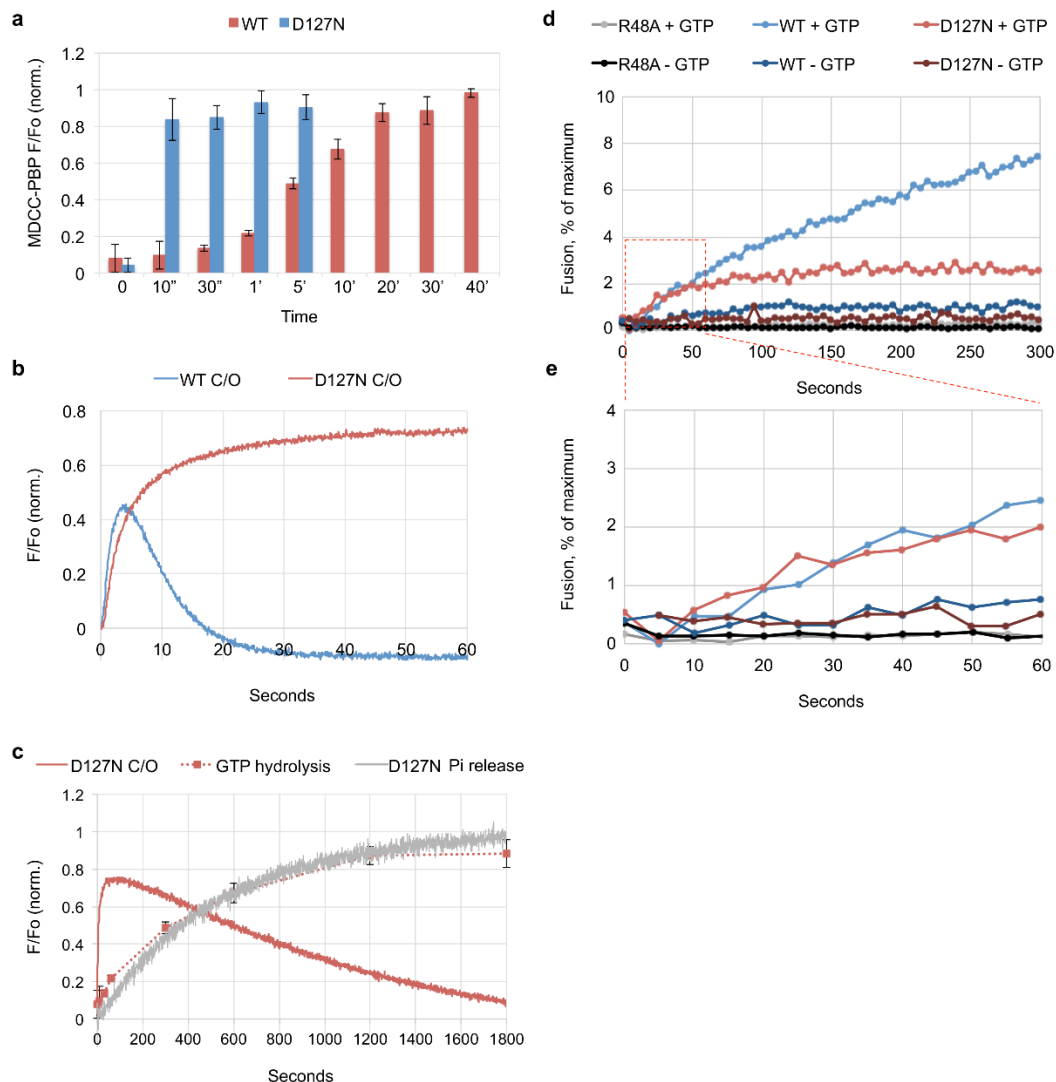 a
WT D127N
MDCC-PBP F/Fo (norm.)
1.2
1
0.8
0.6
0.4
0.2
0
0 10” 30” 1’ 5’ 10’ 20’ 30’ 40’
Time
b
WT C/O D127N C/O
F/Fo (norm.)
0.8
0.6
0.4
0.2
0
0 10 20 30 40 50 60
Seconds
c
D127N C/O GTP hydrolysis D127N Pi release
F/Fo (norm.)
1.2
1
0.8
0.6
0.4
0.2
0
0 200 400 600 800 1000 1200 1400 1600 1800
Seconds
d
R48A + GTP WT + GTP D127N + GTP
R48A - GTP WT - GTP D127N - GTP
Fusion, % of maximum
10
8
6
4
2
0
0 50 100 150 200 250 300
Seconds
e
Fusion, % of maximum
4
3
2
1
0
0 10 20 30 40 50 60
Seconds